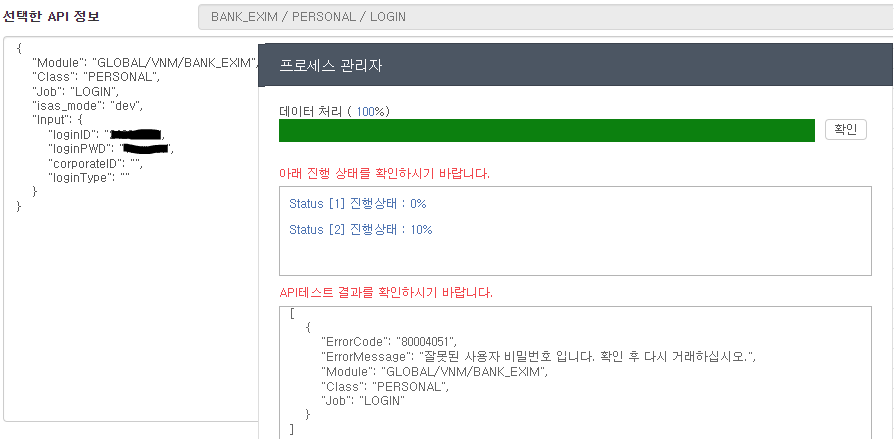 선택한 API 정보
BANK_EXIM / PERSONAL / LOGIN
{
"Module": "GLOBAL/VNM/BANK_EXIM",
"Class": "PERSONAL",
"Job": "LOGIN",
"isas_mode": "dev",
"Input": {
"loginID": "
"loginPWD": "
"corporateID": "",
"loginType": ""
}
}
프로세스 관리자
데이터 처리 ( 100%)
확인
아래 진행 상태를 확인하시기 바랍니다.
Status [1] 진행상태 : 0%
Status [2] 진행상태 : 10%
API테스트 결과를 확인하시기 바랍니다.
[
{
"ErrorCode": "80004051",
"ErrorMessage": "잘못된 사용자 비밀번호 입니다. 확인 후 다시 거래하십시오.",
"Module": "GLOBAL/VNM/BANK_EXIM",
"Class": "PERSONAL",
"Job": "LOGIN"
}
]